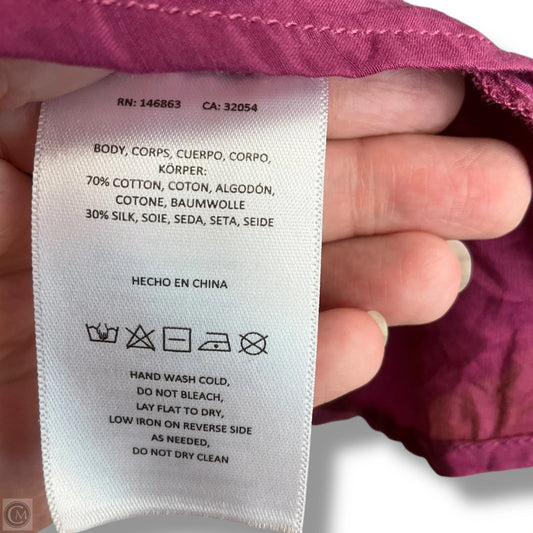 RN: 146863 CA: 32054
BODY, CORPS, CUERPO, CORPO,
KÖRPER:
70% COTTON, COTON, ALGODÓN,
COTONE, BAUMWOLLE
30% SILK, SOIE, SEDA, SETA, SEIDE
HECHO EN CHINA
HAND WASH COLD,
DO NOT BLEACH,
LAY FLAT TO DRY,
LOW IRON ON REVERSE SIDE
AS NEEDED,
DO NOT DRY CLEAN
CM